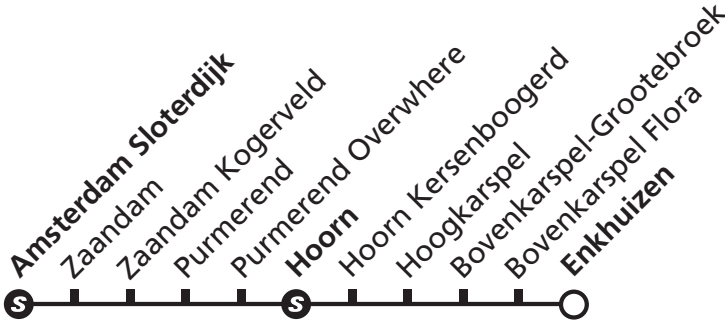 Amsterdam Sloterdijk
Zaandam
Zaandam Kogerveld
Purmerend
Purmerend Overwhere
Hoorn
Hoorn Kersenboogerd
Hoogkarspel
Bovenkarspel-Grootebroek
Bovenkarspel Flora
Enkhuizen
S
S